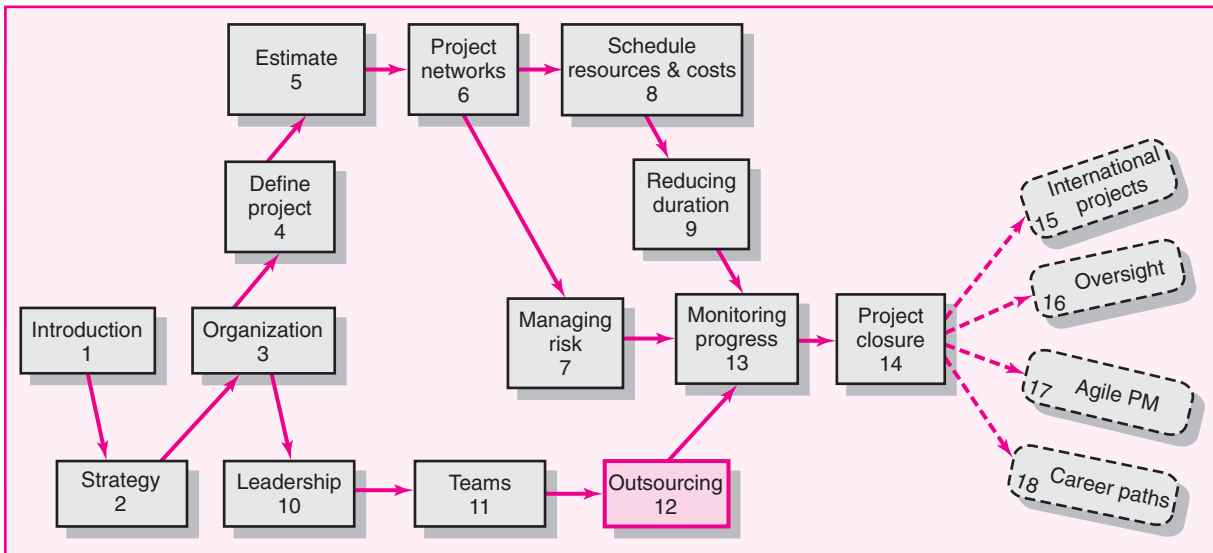 Introduction
1
Strategy
2
Organization
3
Define
project
4
Estimate
5
Project
networks
6
Schedule
resources & costs
8
Reducing
duration
9
Managing
risk
7
Monitoring
progress
13
Project
closure
14
Leadership
10
Teams
11
Outsourcing
12
International
15 projects
16 Oversight
17 Agile PM
18 Career paths